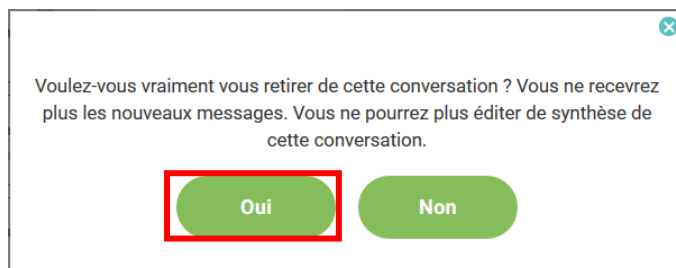 Voulez-vous vraiment vous retirer de cette conversation ? Vous ne recevrez
plus les nouveaux messages. Vous ne pourrez plus éditer de synthèse de
cette conversation.
Oui Non